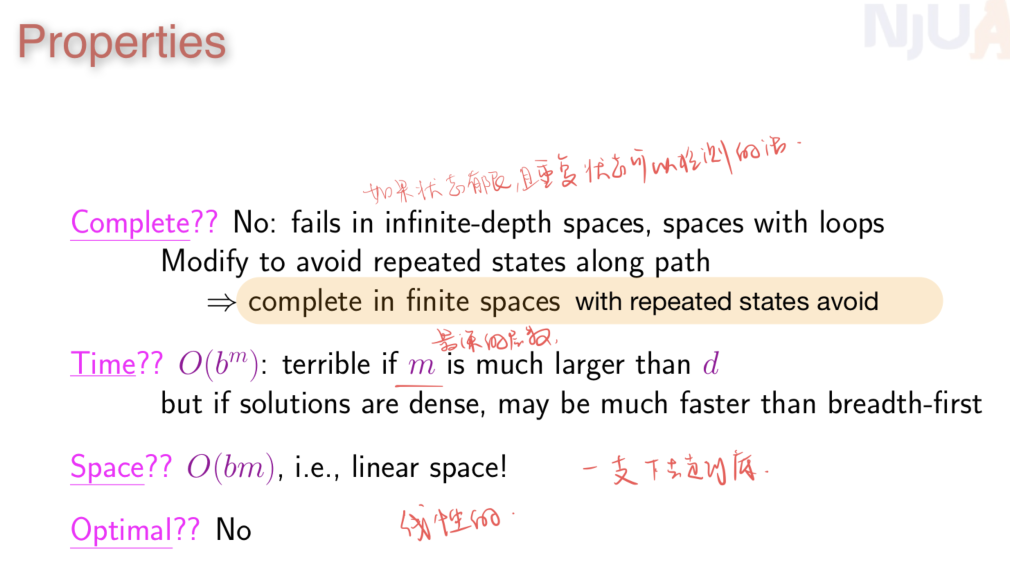 Properties
NJUA
如果状态有限,且重复状态可以检测的话.
Complete?? No: fails in infinite-depth spaces, spaces with loops
Modify to avoid repeated states along path
⇒ complete in finite spaces with repeated states avoid
最深的层数.
Time?? O(b^m): terrible if m is much larger than d
but if solutions are dense, may be much faster than breadth-first
Space?? O(bm), i.e., linear space!
一支下去直到底.
线性的.
Optimal?? No